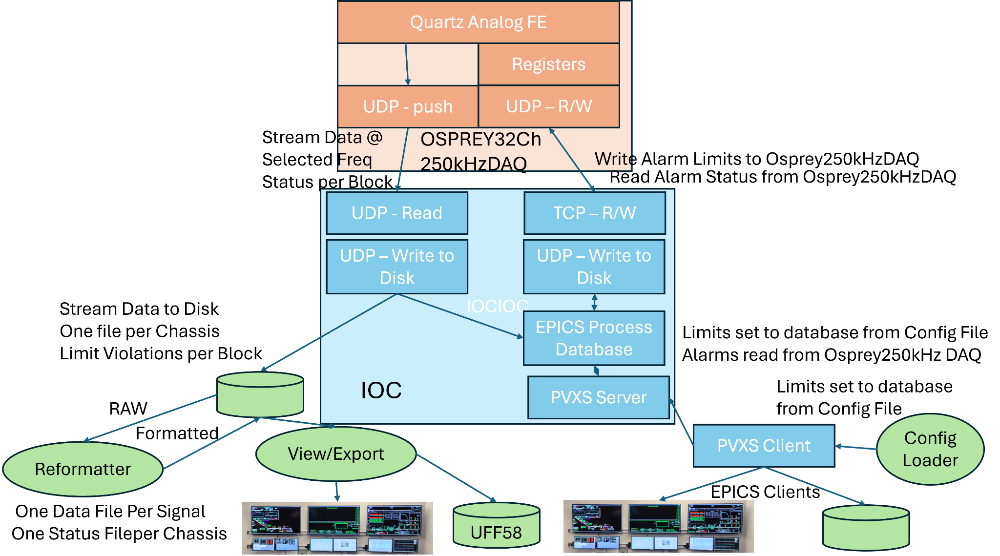 Quartz Analog FE
Registers
UDP - push
UDP – R/W
Stream Data @
Selected Freq
Status per Block
OSPREY32Ch
250kHzDAQ
Write Alarm Limits to Osprey250kHzDAQ
Read Alarm Status from Osprey250kHzDAQ
UDP - Read
TCP – R/W
UDP – Write to
Disk
UDP – Write to
Disk
IOCIOC
Stream Data to Disk
One file per Chassis
Limit Violations per Block
EPICS Process
Database
Limits set to database from Config File
Alarms read from Osprey250kHz DAQ
IOC
PVXS Server
Limits set to database
from Config File
RAW
Formatted
Reformatter
View/Export
PVXS Client
Config
Loader
EPICS Clients
One Data File Per Signal
One Status Fileper Chassis
UFF58